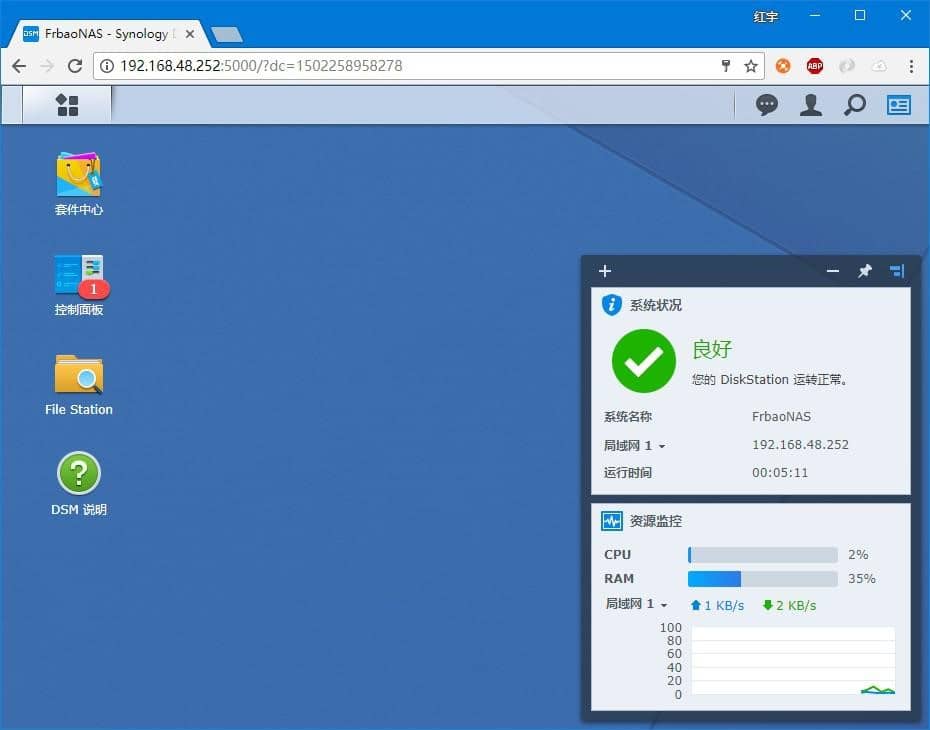 红宇
DSM FrbaoNAS - Synology
192.168.48.252:5000/?dc=1502258958278
ABP
套件中心
1
控制面板
File Station
?
DSM 说明
系统状况
良好
您的 DiskStation 运转正常。
系统名称 FrbaoNAS
局域网 1 192.168.48.252
运行时间 00:05:11
资源监控
CPU 2%
RAM 35%
局域网 1 1 KB/s 2 KB/s
100
80
60
40
20
0